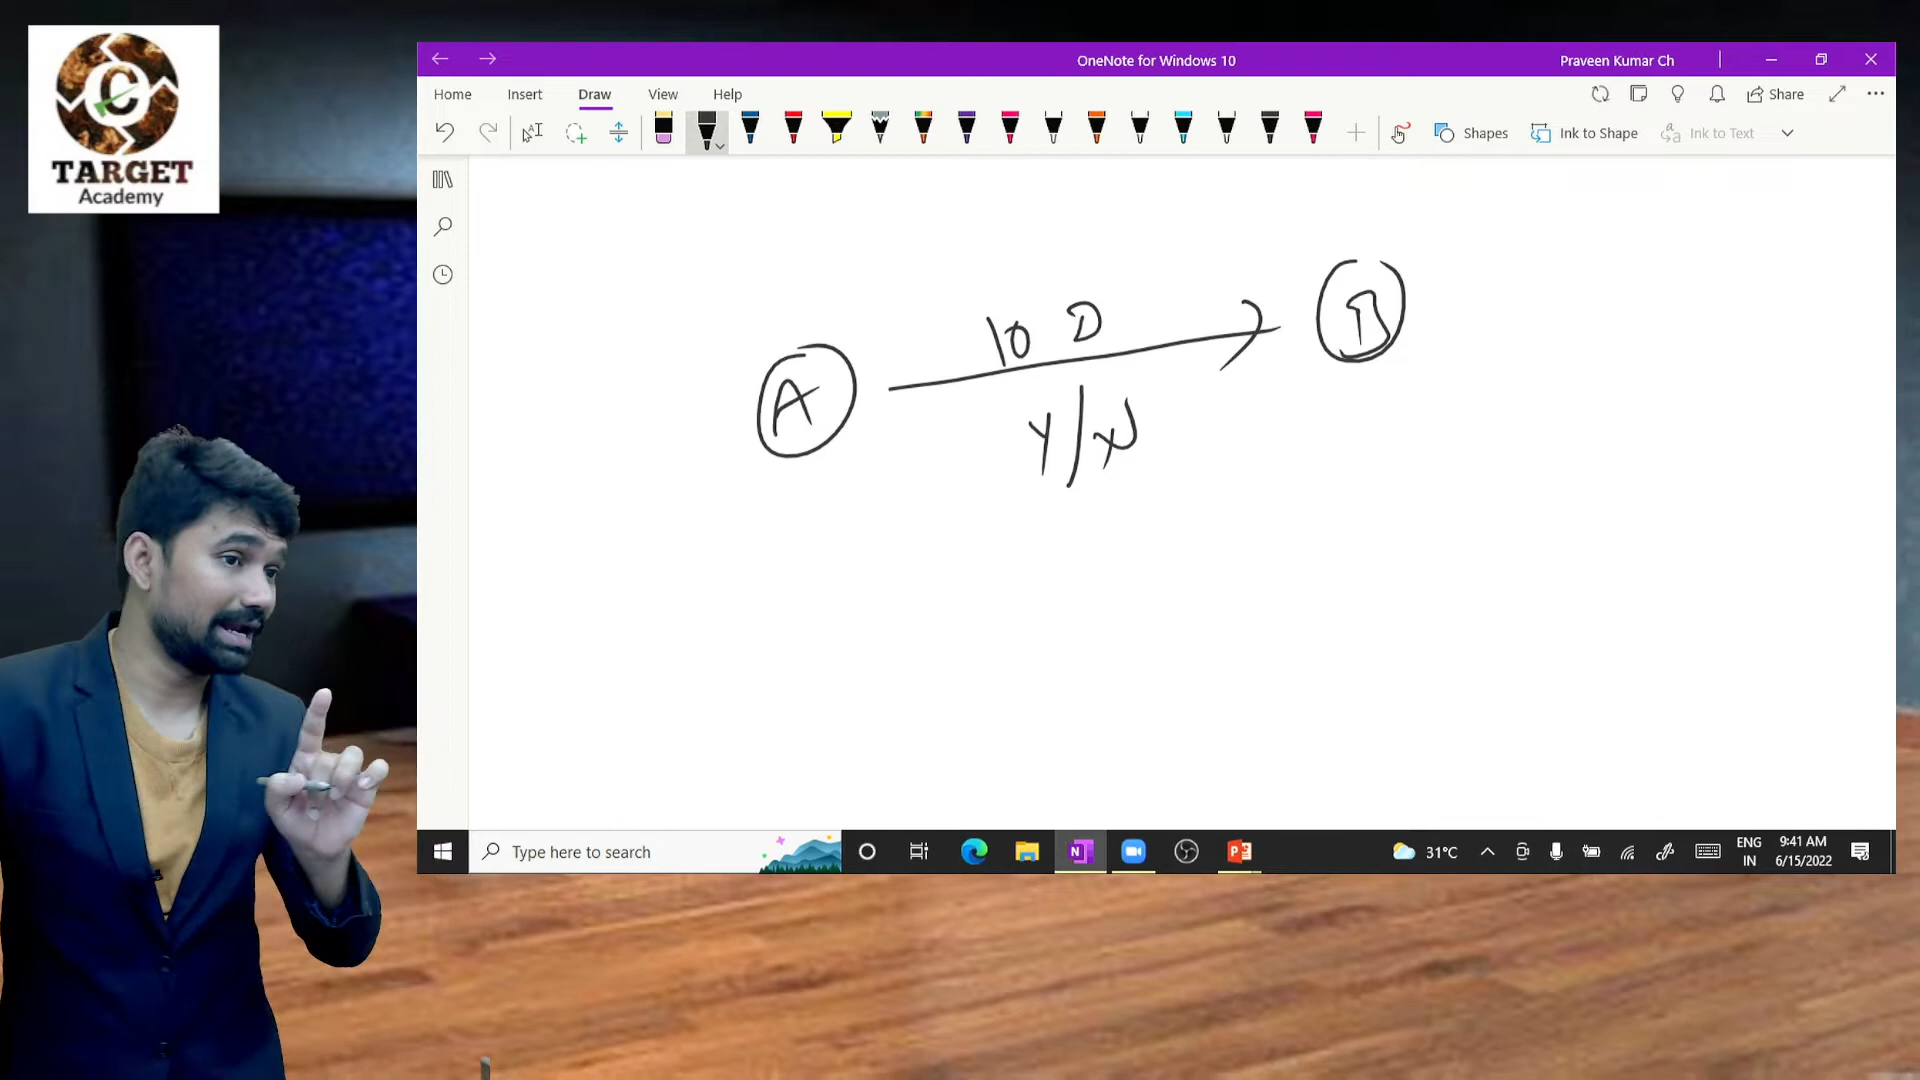 C
TARGET
Academy
OneNote for Windows 10
Praveen Kumar Ch
Home Insert Draw View Help
Share
Shapes Ink to Shape Ink to Text
10 D
A
B
Y/X
Type here to search
31°C
ENG
IN
9:41 AM
6/15/2022